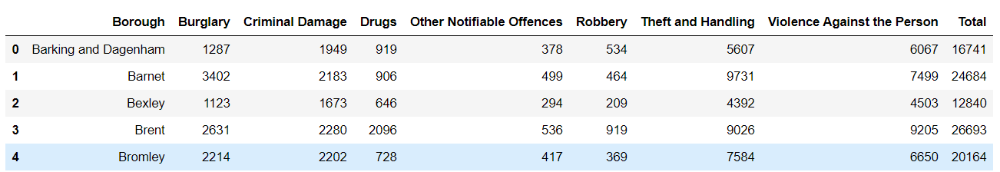 Borough Burglary Criminal Damage Drugs Other Notifiable Offences Robbery Theft and Handling Violence Against the Person Total
0 Barking and Dagenham 1287 1949 919 378 534 5607 6067 16741
1 Barnet 3402 2183 906 499 464 9731 7499 24684
2 Bexley 1123 1673 646 294 209 4392 4503 12840
3 Brent 2631 2280 2096 536 919 9026 9205 26693
4 Bromley 2214 2202 728 417 369 7584 6650 20164